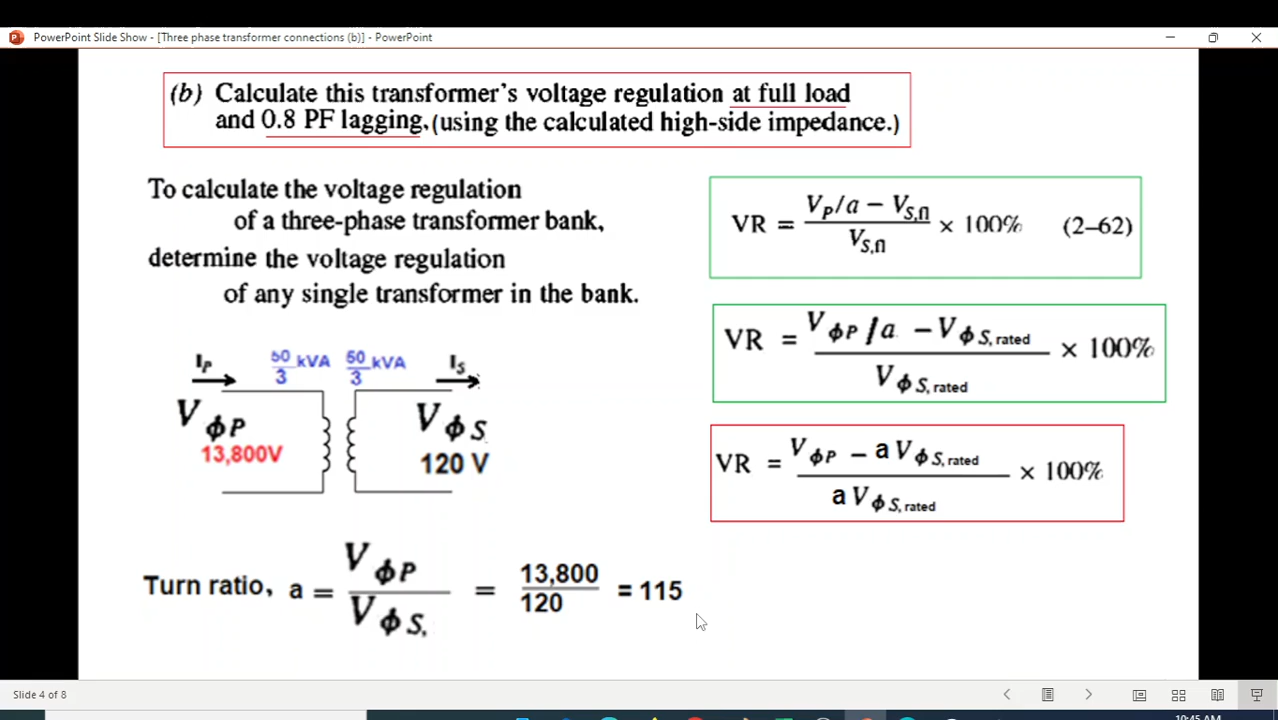 PowerPoint Slide Show - [Three phase transformer connections (b)] - PowerPoint
(b) Calculate this transformer's voltage regulation at full load
and 0.8 PF lagging, (using the calculated high-side impedance.)
To calculate the voltage regulation
of a three-phase transformer bank,
determine the voltage regulation
of any single transformer in the bank.
VR = (V_P/a − V_S,fl) / V_S,fl × 100% (2–62)
VR = (V_ϕP/a − V_ϕS, rated) / V_ϕS, rated × 100%
VR = (V_ϕP − a V_ϕS, rated) / a V_ϕS, rated × 100%
I_P 50/3 kVA 50/3 kVA I_S
V_ϕP V_ϕS
13,800V 120 V
Turn ratio, a = V_ϕP / V_ϕS, = 13,800/120 = 115
Slide 4 of 8
10:45 AM